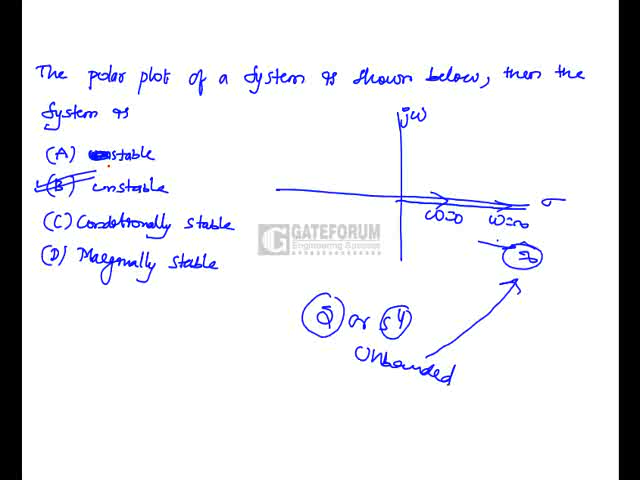 The polar plot of a System is shown below, then the
System is
jω
(A) stable
(B) unstable
σ
ω=0 ω=∞
(C) Conditionally stable
GATEFORUM
Engineering Success
(D) Marginally stable
∞
or s4
Unbounded